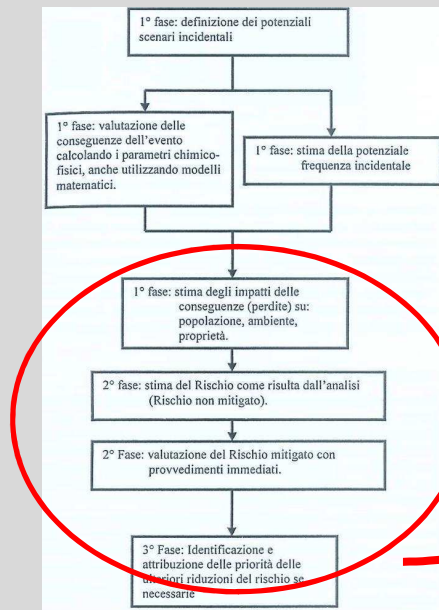 1° fase: definizione dei potenziali
scenari incidentali
1° fase: valutazione delle
conseguenze dell'evento
calcolando i parametri chimico-
fisici, anche utilizzando modelli
matematici.
1° fase: stima della potenziale
frequenza incidentale
1° fase: stima degli impatti delle
conseguenze (perdite) su:
popolazione, ambiente,
proprietà.
2° fase: stima del Rischio come risulta dall'analisi
(Rischio non mitigato).
2° Fase: valutazione del Rischio mitigato con
provvedimenti immediati.
3° Fase: Identificazione e
attribuzione delle priorità delle
ulteriori riduzioni del rischio se
necessarie